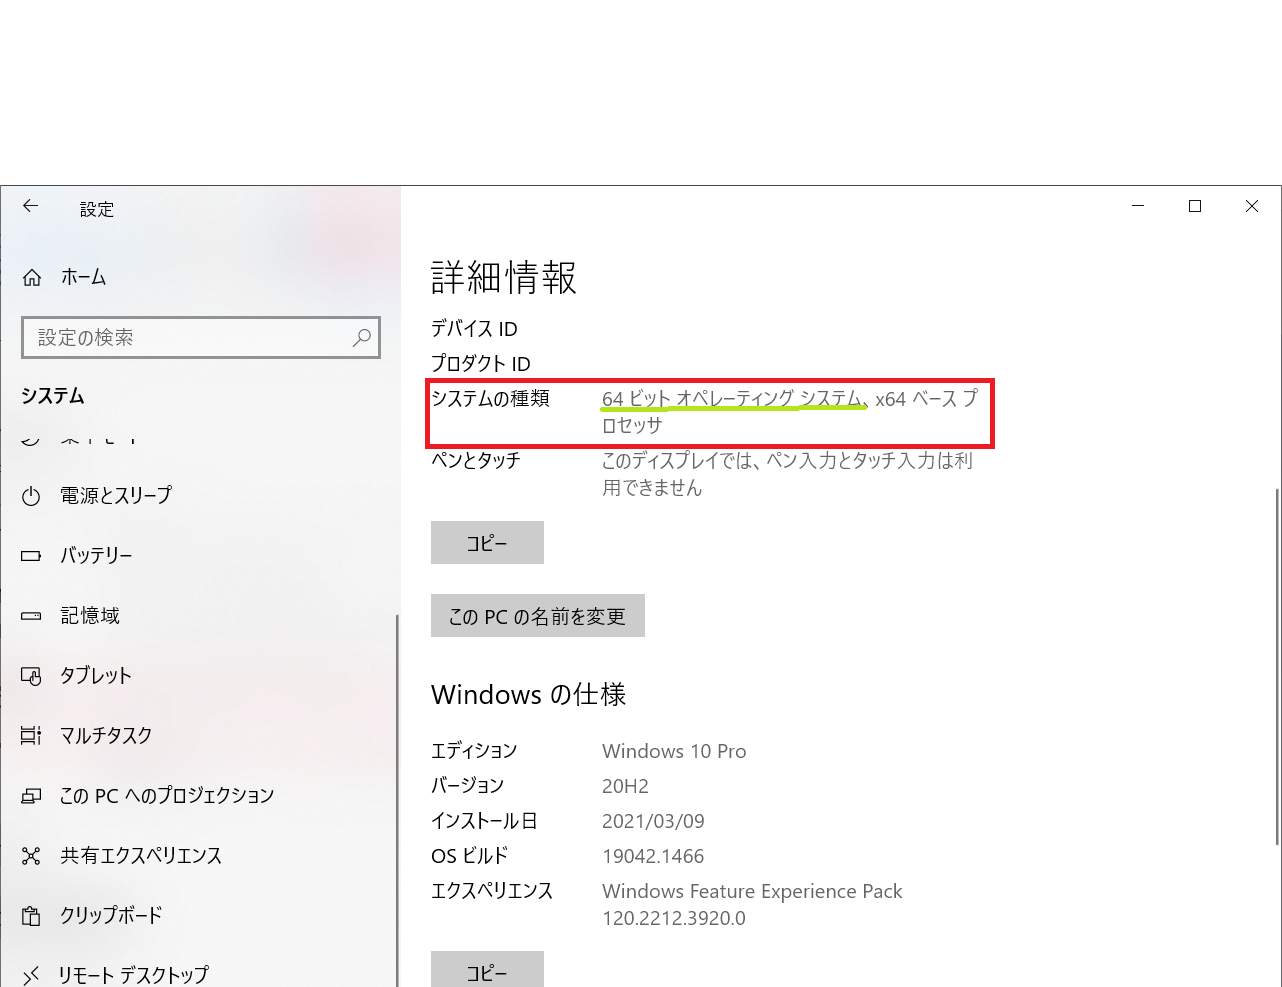 設定
ホーム
設定の検索
システム
電源とスリープ
バッテリー
記憶域
タブレット
マルチタスク
この PC へのプロジェクション
共有エクスペリエンス
クリップボード
リモート デスクトップ
詳細情報
デバイス ID
プロダクト ID
システムの種類 64 ビット オペレーティング システム、x64 ベース プ
ロセッサ
ペンとタッチ このディスプレイでは、ペン入力とタッチ入力は利
用できません
コピー
この PC の名前を変更
Windows の仕様
エディション Windows 10 Pro
バージョン 20H2
インストール日 2021/03/09
OS ビルド 19042.1466
エクスペリエンス Windows Feature Experience Pack
120.2212.3920.0
コピー